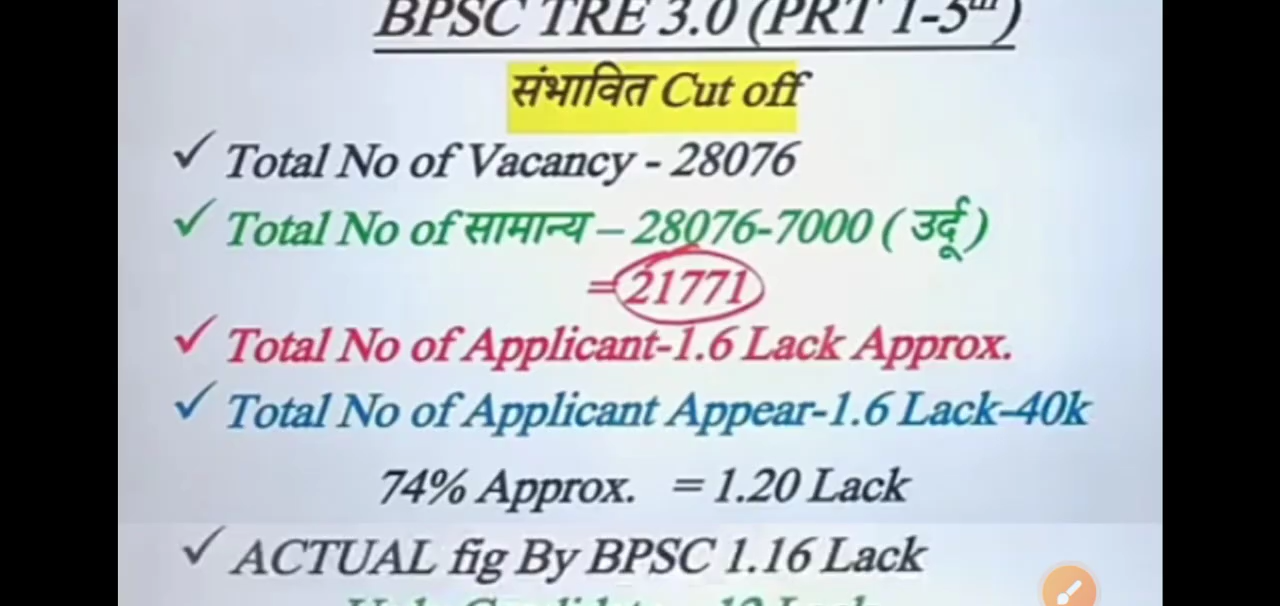 BPSC TRE 3.0 (PRT 1-5th)
संभावित Cut off
✓ Total No of Vacancy - 28076
✓ Total No of सामान्य – 28076-7000 ( उर्दू )
=21771
✓ Total No of Applicant-1.6 Lack Approx.
✓ Total No of Applicant Appear-1.6 Lack-40k
74% Approx. = 1.20 Lack
✓ ACTUAL fig By BPSC 1.16 Lack